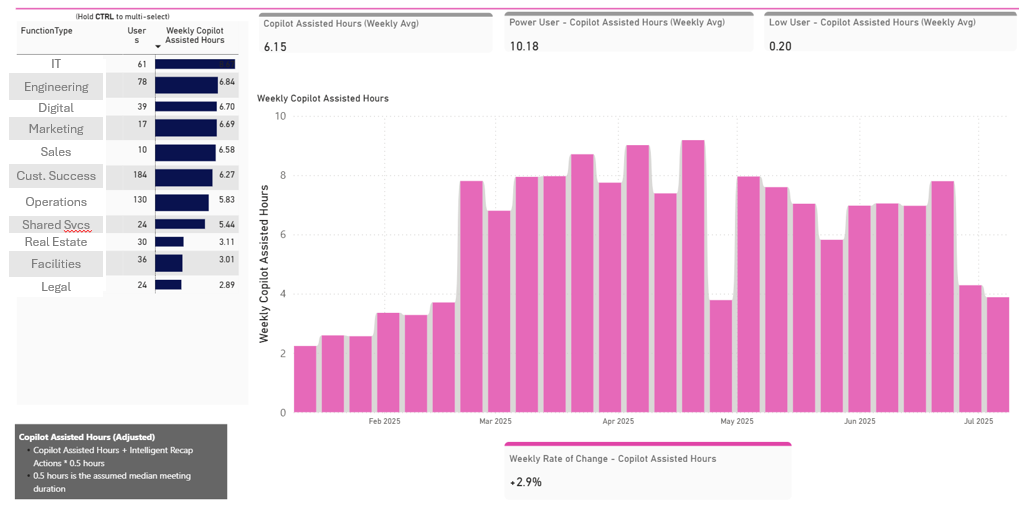 (Hold CTRL to multi-select)
FunctionType
Users
Weekly Copilot Assisted Hours
IT 61
Engineering 78 6.84
Digital 39 6.70
Marketing 17 6.69
Sales 10 6.58
Cust. Success 184 6.27
Operations 130 5.83
Shared Svcs 24 5.44
Real Estate 30 3.11
Facilities 36 3.01
Legal 24 2.89
Copilot Assisted Hours (Adjusted)
• Copilot Assisted Hours + Intelligent Recap
Actions * 0.5 hours
• 0.5 hours is the assumed median meeting
duration
Copilot Assisted Hours (Weekly Avg)
6.15
Power User - Copilot Assisted Hours (Weekly Avg)
10.18
Low User - Copilot Assisted Hours (Weekly Avg)
0.20
Weekly Copilot Assisted Hours
Weekly Copilot Assisted Hours
10
8
6
4
2
0
Feb 2025 Mar 2025 Apr 2025 May 2025 Jun 2025 Jul 2025
Weekly Rate of Change - Copilot Assisted Hours
+2.9%